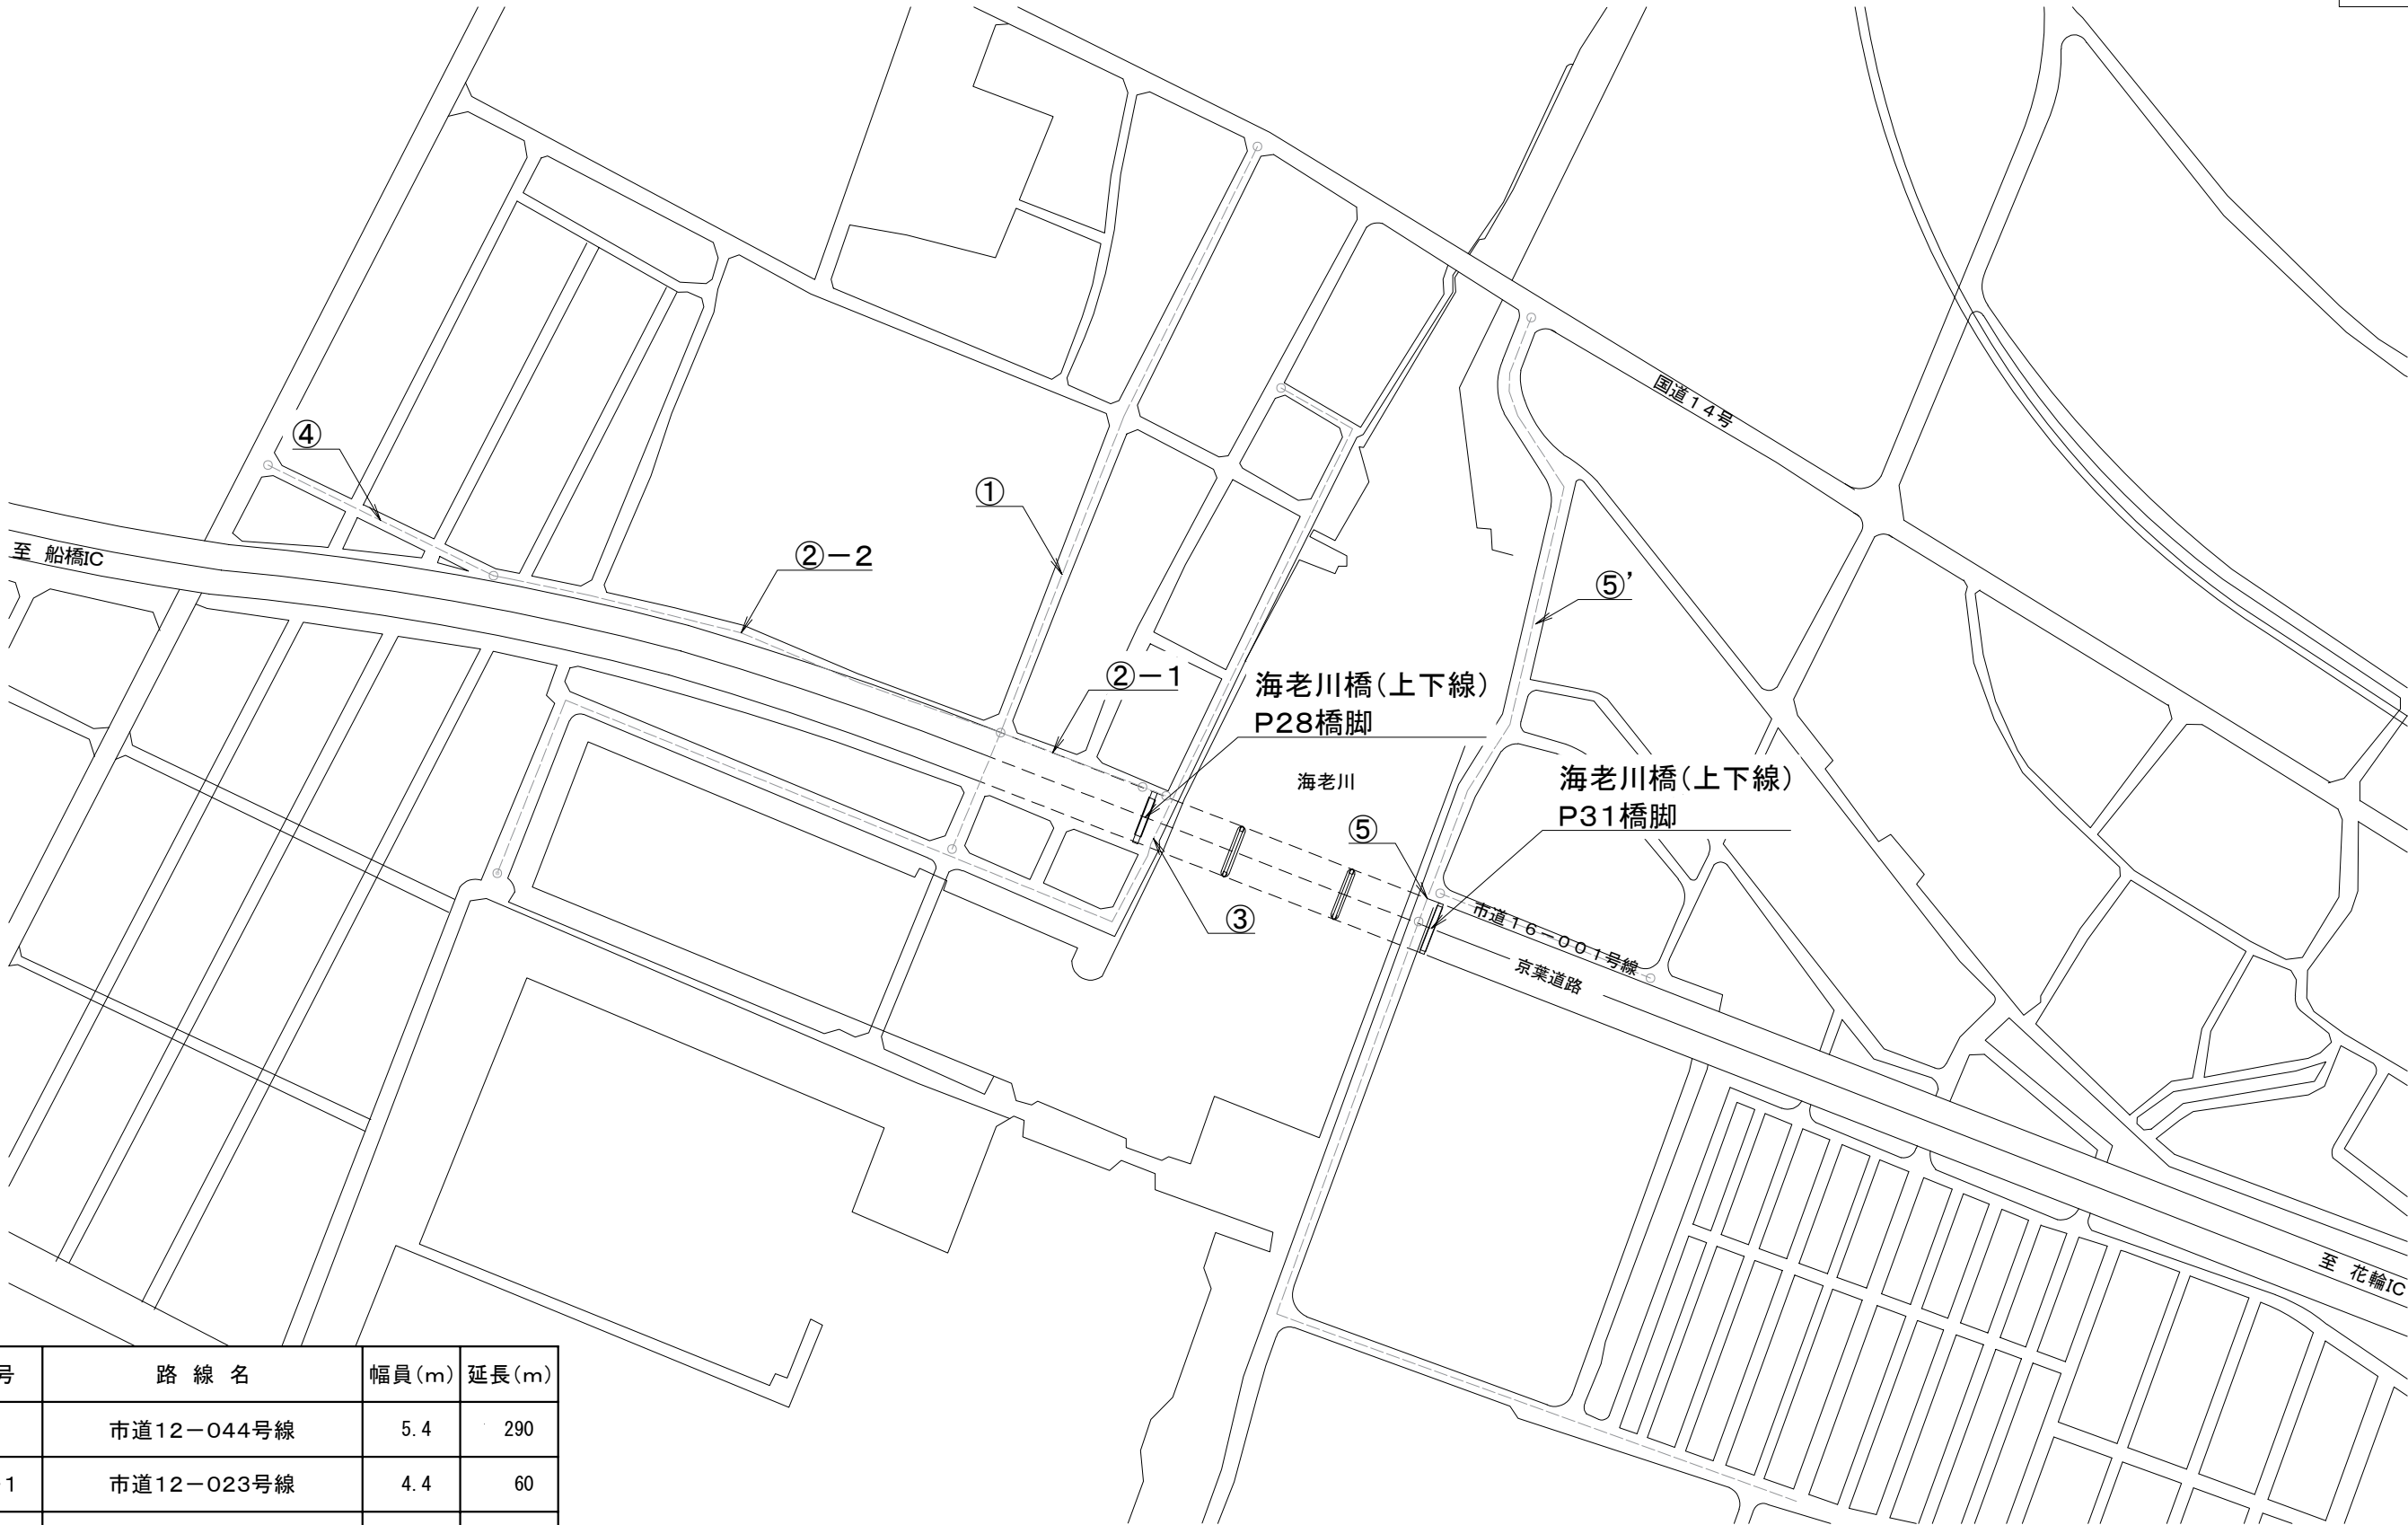 国道14号
④
①
②-2
至 船橋IC
⑤'
②-1
海老川橋(上下線)
P28橋脚
海老川
海老川橋(上下線)
P31橋脚
⑤
③
市道16-001号線
京葉道路
至 花輪IC
号 路線名 幅員(m) 延長(m)
市道12-044号線 5.4 290
1 市道12-023号線 4.4 60